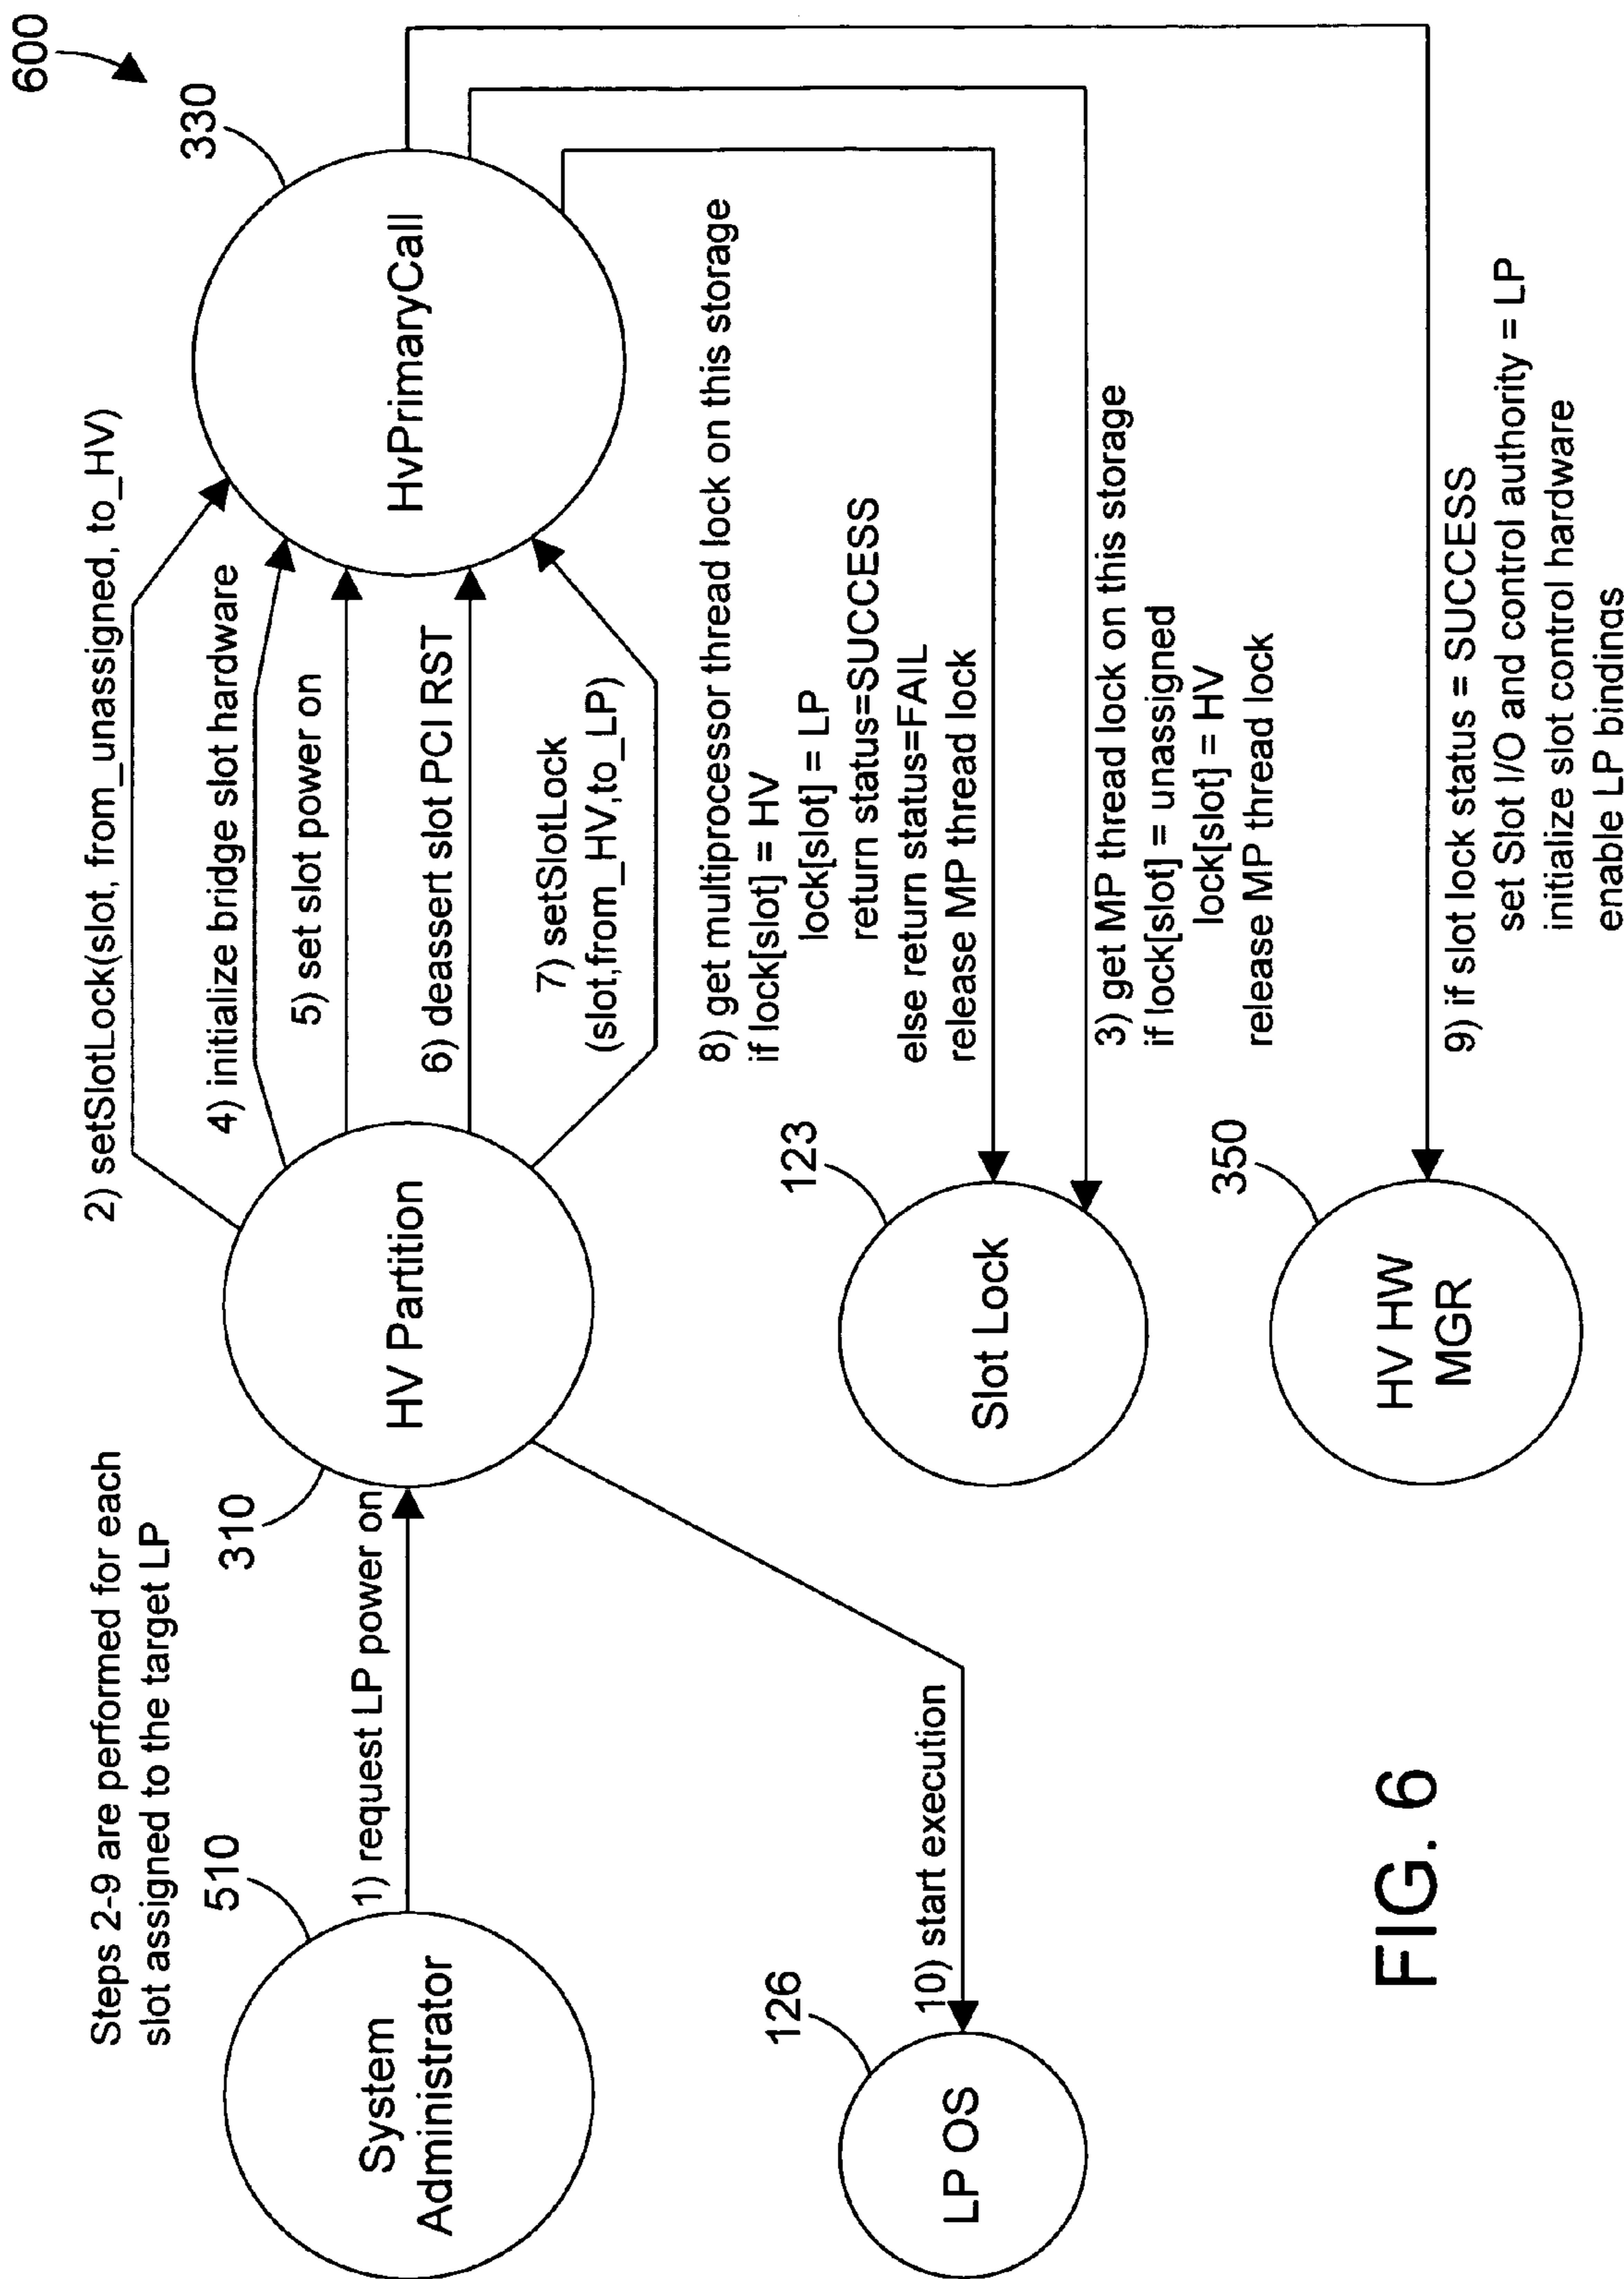 600
Steps 2-9 are performed for each
slot assigned to the target LP
510
System
Administrator
1) request LP power on
310
HV Partition
2) setSlotLock(slot, from_unassigned, to_HV)
4) initialize bridge slot hardware
5) set slot power on
6) deassert slot PCI RST
7) setSlotLock
(slot,from_HV,to_LP)
330
HvPrimaryCall
8) get multiprocessor thread lock on this storage
if lock[slot] = HV
lock[slot] = LP
return status=SUCCESS
else return status=FAIL
release MP thread lock
123
Slot Lock
3) get MP thread lock on this storage
if lock[slot] = unassigned
lock[slot] = HV
release MP thread lock
126
LP OS
10) start execution
350
HV HW
MGR
9) if slot lock status = SUCCESS
set Slot I/O and control authority = LP
initialize slot control hardware
enable LP bindings
FIG. 6